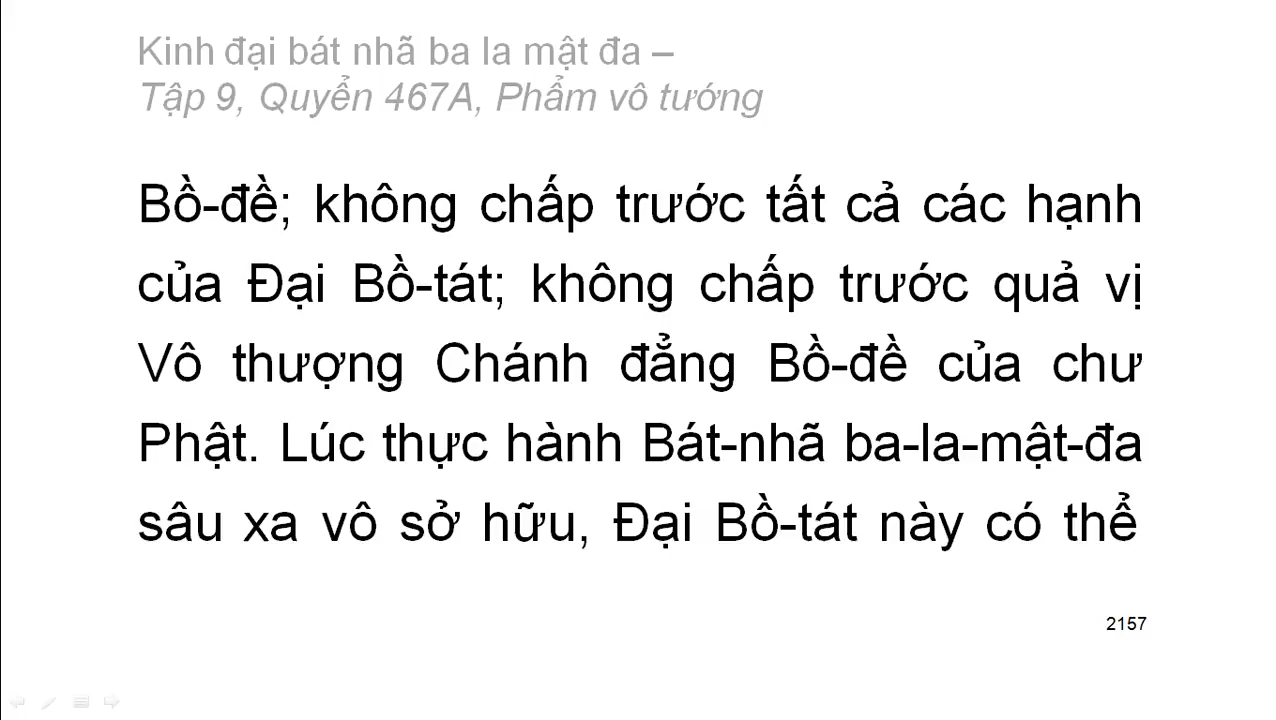 Kinh đại bát nhã ba la mật đa –
Tập 9, Quyển 467A, Phẩm vô tướng
Bồ-đề; không chấp trước tất cả các hạnh
của Đại Bồ-tát; không chấp trước quả vị
Vô thượng Chánh đẳng Bồ-đề của chư
Phật. Lúc thực hành Bát-nhã ba-la-mật-đa
sâu xa vô sở hữu, Đại Bồ-tát này có thể
2157